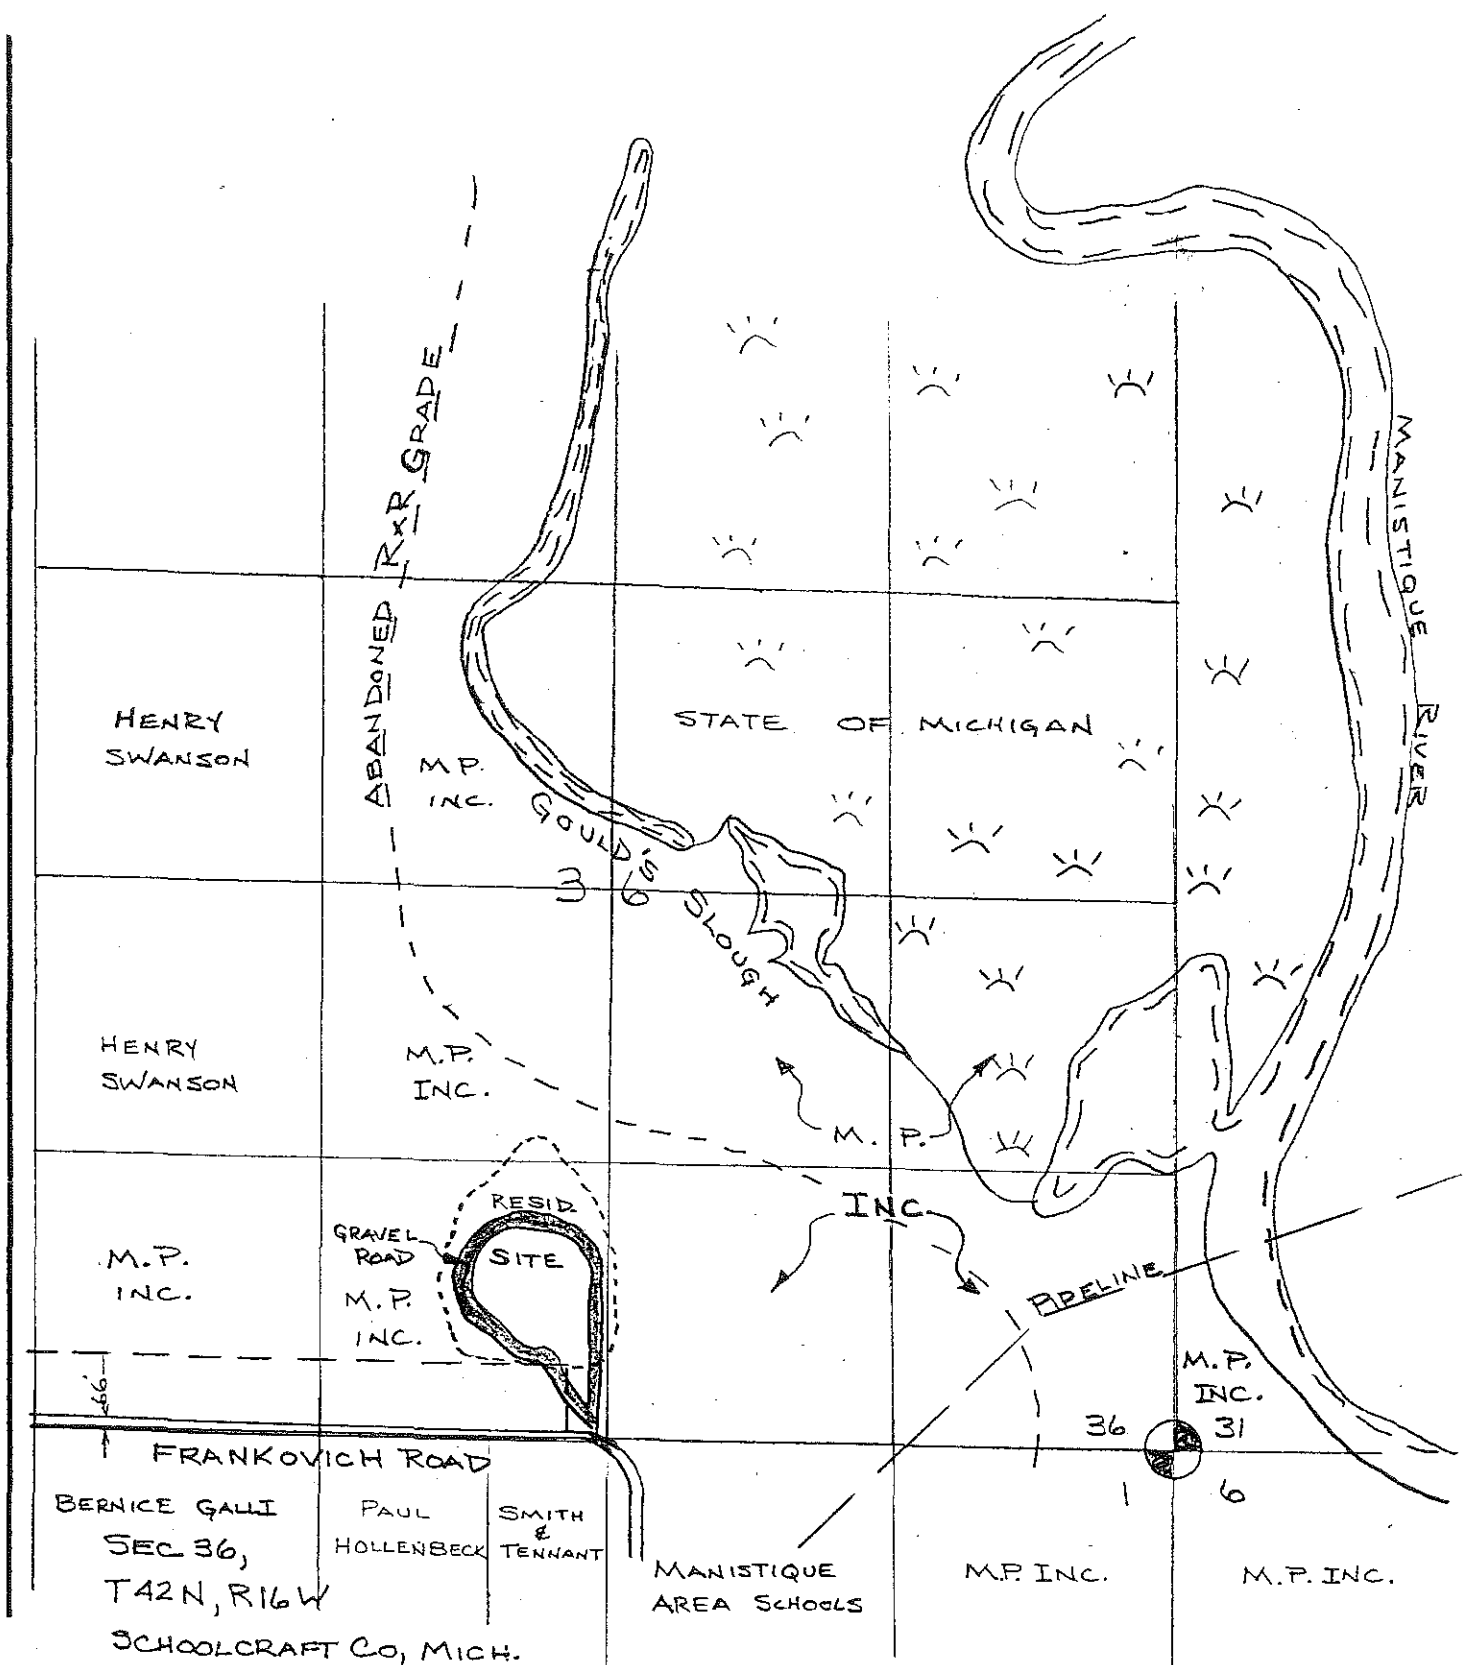 ABANDONED RxR GRADE
MANISTIQUE RIVER
HENRY
SWANSON
M.P.
INC.
STATE OF MICHIGAN
GOULD'S SLOUGH
36
HENRY
SWANSON
M.P.
INC.
M. P.
INC.
RESID.
SITE
GRAVEL
ROAD
M.P.
INC.
M.P.
INC.
PIPELINE
M.P.
INC.
66'
36 31
1 6
FRANKOVICH ROAD
BERNICE GALLI
PAUL
HOLLENBECK
SMITH
&
TENNANT
SEC 36,
T42N, R16W
SCHOOLCRAFT CO, MICH.
MANISTIQUE
AREA SCHOOLS
M.P. INC.
M.P. INC.